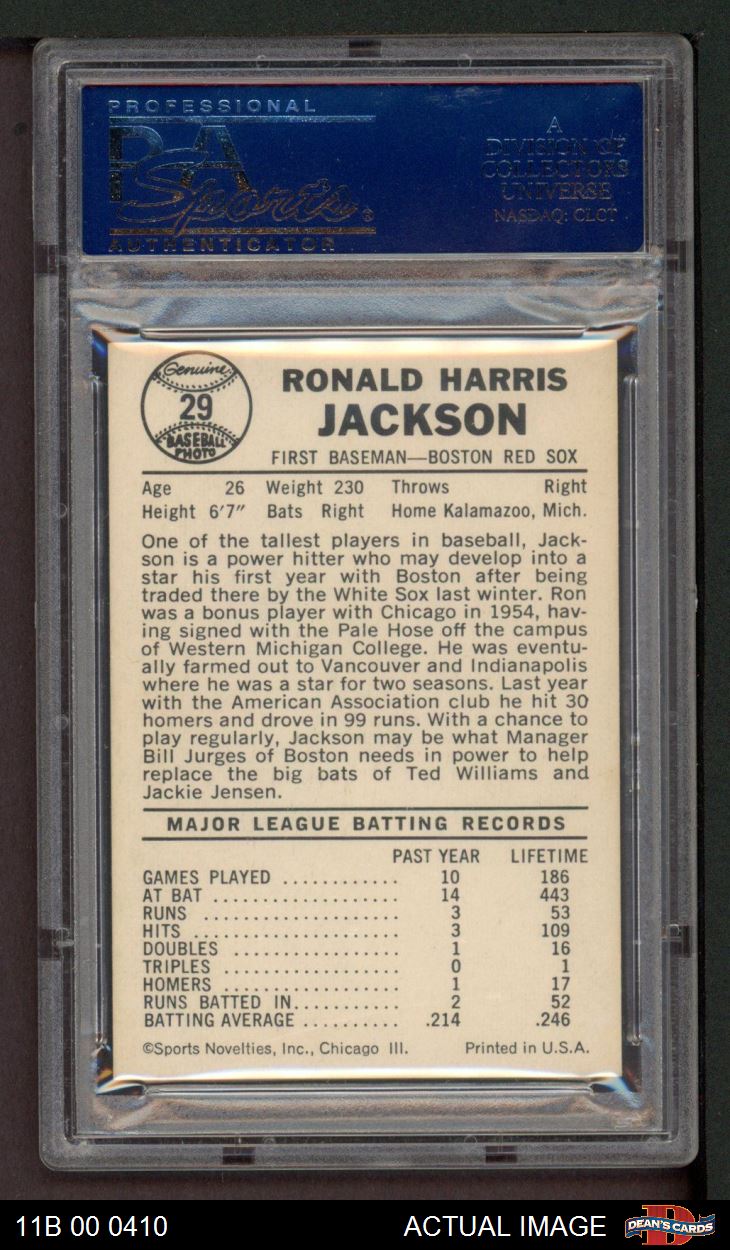 PROFESSIONAL
PSA
Sports
AUTHENTICATOR
A
DIVISION OF
COLLECTORS
UNIVERSE
NASDAQ: CLCT
Genuine
29
BASEBALL
PHOTO
RONALD HARRIS
JACKSON
FIRST BASEMAN—BOSTON RED SOX
Age 26 Weight 230 Throws Right
Height 6'7" Bats Right Home Kalamazoo, Mich.
One of the tallest players in baseball, Jack-
son is a power hitter who may develop into a
star his first year with Boston after being
traded there by the White Sox last winter. Ron
was a bonus player with Chicago in 1954, hav-
ing signed with the Pale Hose off the campus
of Western Michigan College. He was eventu-
ally farmed out to Vancouver and Indianapolis
where he was a star for two seasons. Last year
with the American Association club he hit 30
homers and drove in 99 runs. With a chance to
play regularly, Jackson may be what Manager
Bill Jurges of Boston needs in power to help
replace the big bats of Ted Williams and
Jackie Jensen.
MAJOR LEAGUE BATTING RECORDS
PAST YEAR LIFETIME
GAMES PLAYED ............ 10 186
AT BAT ................... 14 443
RUNS .................... 3 53
HITS ..................... 3 109
DOUBLES ................. 1 16
TRIPLES .................. 0 1
HOMERS .................. 1 17
RUNS BATTED IN........... 2 52
BATTING AVERAGE .......... .214 .246
©Sports Novelties, Inc., Chicago Ill. Printed in U.S.A.
11B 00 0410 ACTUAL IMAGE DEAN'S CARDS